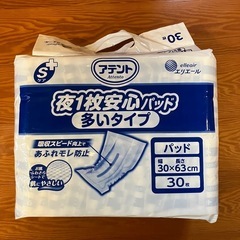 30枚
S
アテント
Attento
elleair
エリエール
夜1枚安心パッド
多いタイプ
吸収スピード向上で
あふれモレ防止
パッド
幅 長さ
30×63cm
30枚
肌にやさしい